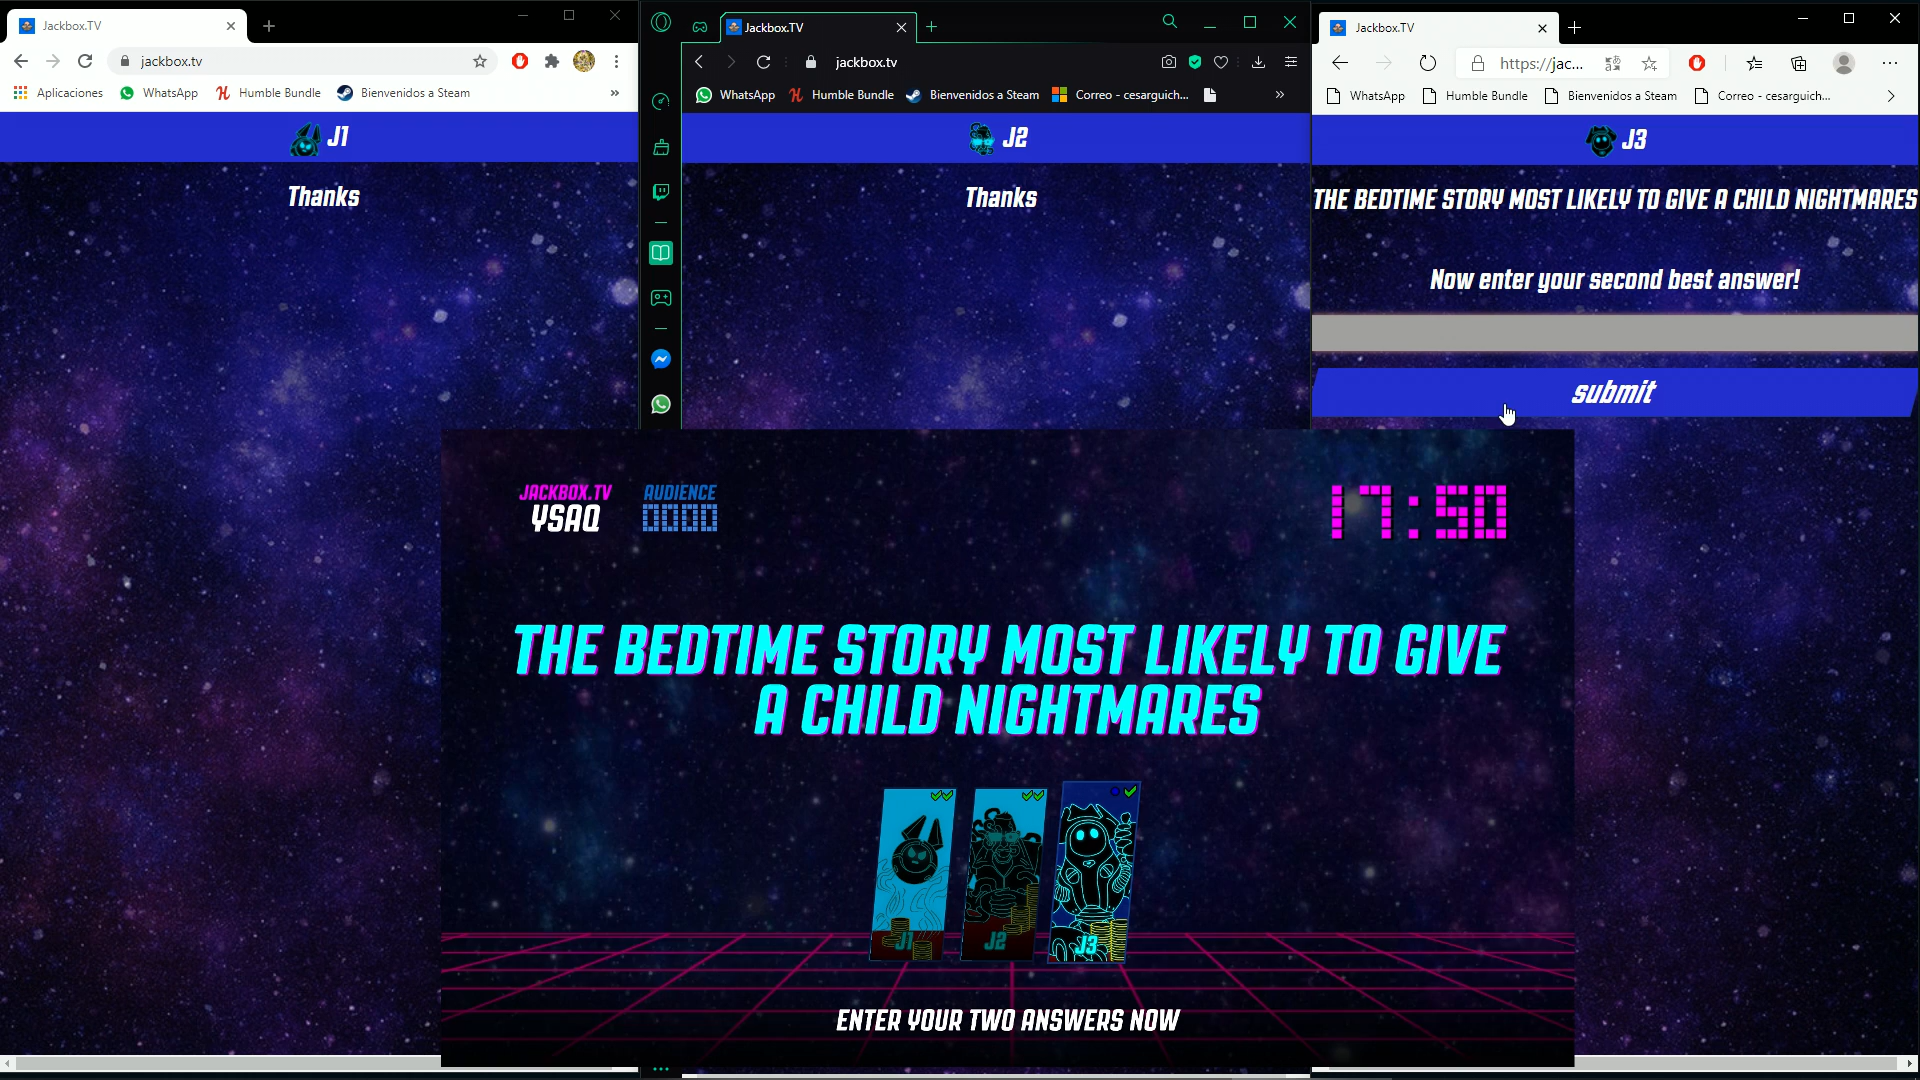 Jackbox.TV
jackbox.tv
Aplicaciones WhatsApp Humble Bundle Bienvenidos a Steam »
J1
Thanks
Jackbox.TV
jackbox.tv
WhatsApp Humble Bundle Bienvenidos a Steam Correo - cesarguich... »
J2
Thanks
Jackbox.TV
https://jac...
WhatsApp Humble Bundle Bienvenidos a Steam Correo - cesarguich...
J3
THE BEDTIME STORY MOST LIKELY TO GIVE A CHILD NIGHTMARES
Now enter your second best answer!
submit
JACKBOX.TV
YSAQ
AUDIENCE
0000
17:50
THE BEDTIME STORY MOST LIKELY TO GIVE
A CHILD NIGHTMARES
J1 J2 J3
ENTER YOUR TWO ANSWERS NOW